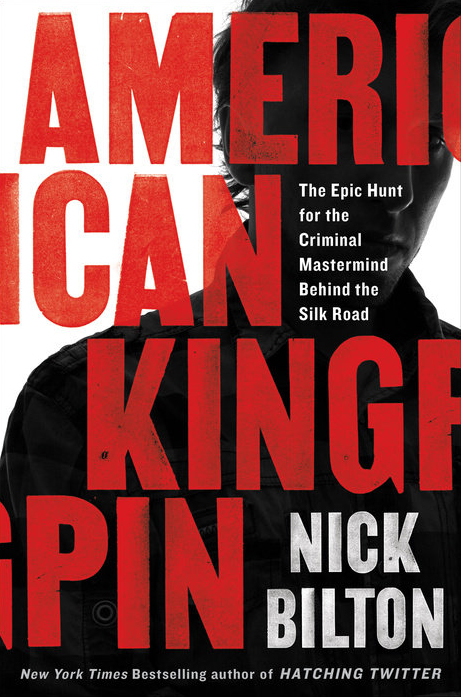 AMERIC
ICAN
The Epic Hunt
for the
Criminal
Mastermind
Behind the
Silk Road
KINGP
GPIN
NICK
BILTON
New York Times Bestselling author of HATCHING TWITTER